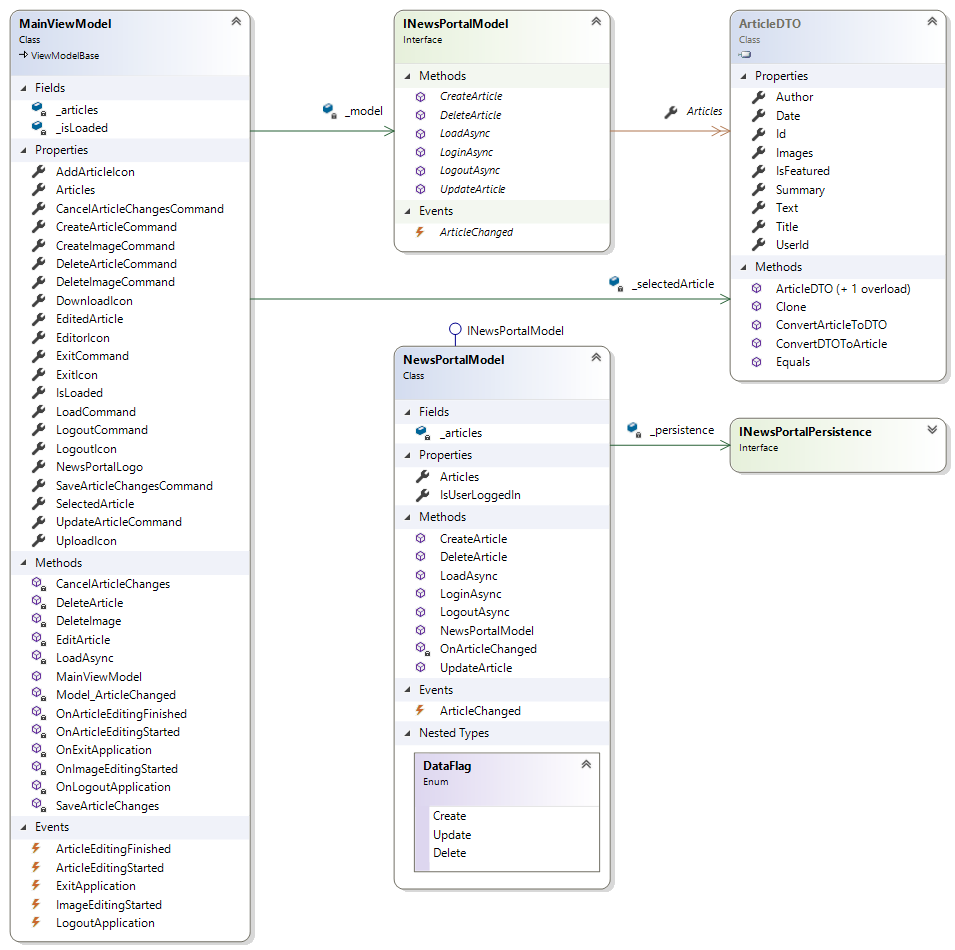 MainViewModel
Class
ViewModelBase
Fields
_articles
_isLoaded
Properties
AddArticleIcon
Articles
CancelArticleChangesCommand
CreateArticleCommand
CreateImageCommand
DeleteArticleCommand
DeleteImageCommand
DownloadIcon
EditedArticle
EditorIcon
ExitCommand
ExitIcon
IsLoaded
LoadCommand
LogoutCommand
LogoutIcon
NewsPortalLogo
SaveArticleChangesCommand
SelectedArticle
UpdateArticleCommand
UploadIcon
Methods
CancelArticleChanges
DeleteArticle
DeleteImage
EditArticle
LoadAsync
MainViewModel
Model_ArticleChanged
OnArticleEditingFinished
OnArticleEditingStarted
OnExitApplication
OnImageEditingStarted
OnLogoutApplication
SaveArticleChanges
Events
ArticleEditingFinished
ArticleEditingStarted
ExitApplication
ImageEditingStarted
LogoutApplication
_model
INewsPortalModel
Interface
Methods
CreateArticle
DeleteArticle
LoadAsync
LoginAsync
LogoutAsync
UpdateArticle
Events
ArticleChanged
Articles
ArticleDTO
Class
Properties
Author
Date
Id
Images
IsFeatured
Summary
Text
Title
UserId
Methods
ArticleDTO (+ 1 overload)
Clone
ConvertArticleToDTO
ConvertDTOToArticle
Equals
_selectedArticle
INewsPortalModel
NewsPortalModel
Class
Fields
_articles
Properties
Articles
IsUserLoggedIn
Methods
CreateArticle
DeleteArticle
LoadAsync
LoginAsync
LogoutAsync
NewsPortalModel
OnArticleChanged
UpdateArticle
Events
ArticleChanged
Nested Types
DataFlag
Enum
Create
Update
Delete
_persistence
INewsPortalPersistence
Interface